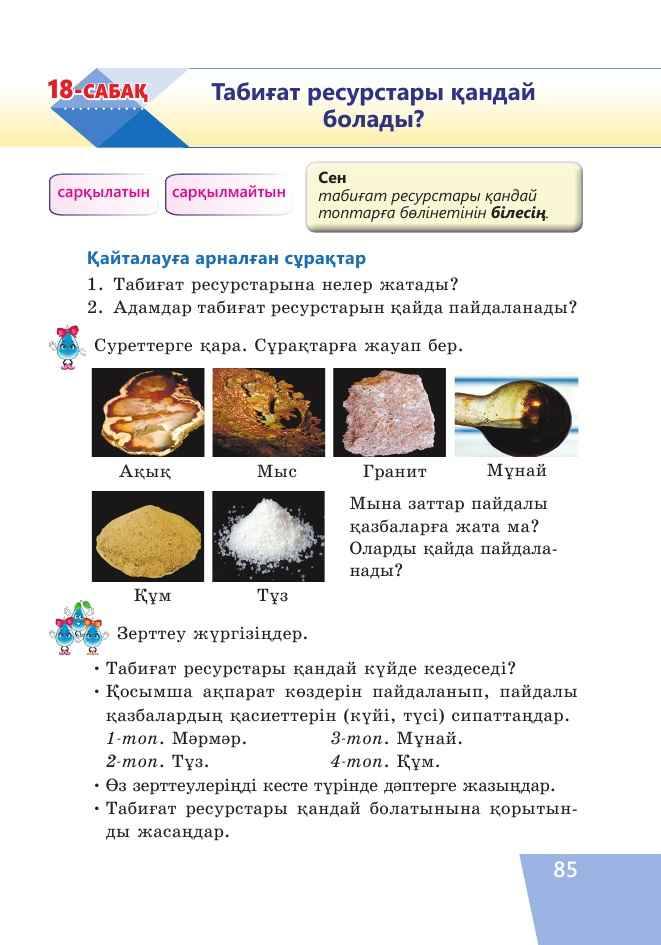 18-САБАҚ
Табиғат ресурстары қандай
болады?
сарқылатын
сарқылмайтын
Сен
табиғат ресурстары қандай
топтарға бөлінетінін білесің.
Қайталауға арналған сұрақтар
1. Табиғат ресурстарына нелер жатады?
2. Адамдар табиғат ресурстарын қайда пайдаланады?
Суреттерге қара. Сұрақтарға жауап бер.
Ақық
Мыс
Гранит
Мұнай
Құм
Тұз
Мына заттар пайдалы
қазбаларға жата ма?
Оларды қайда пайдала-
нады?
Зерттеу жүргізіңдер.
• Табиғат ресурстары қандай күйде кездеседі?
• Қосымша ақпарат көздерін пайдаланып, пайдалы
қазбалардың қасиеттерін (күйі, түсі) сипаттаңдар.
1-топ. Мәрмәр. 3-топ. Мұнай.
2-топ. Тұз. 4-топ. Құм.
• Өз зерттеулеріңді кесте түрінде дәптерге жазыңдар.
• Табиғат ресурстары қандай болатынына қорытын-
ды жасаңдар.
85